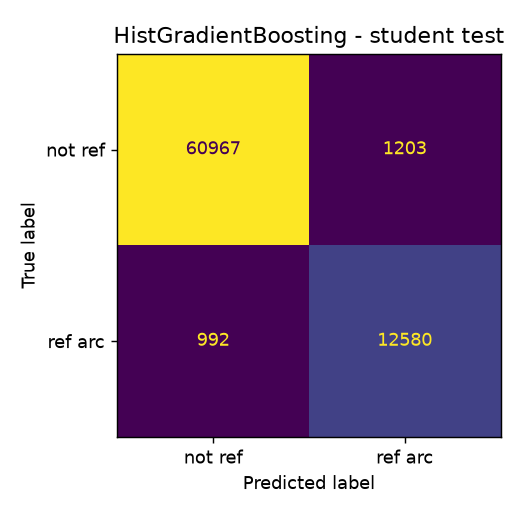 HistGradientBoosting - student test
True label
not ref
60967
1203
ref arc
992
12580
not ref
ref arc
Predicted label